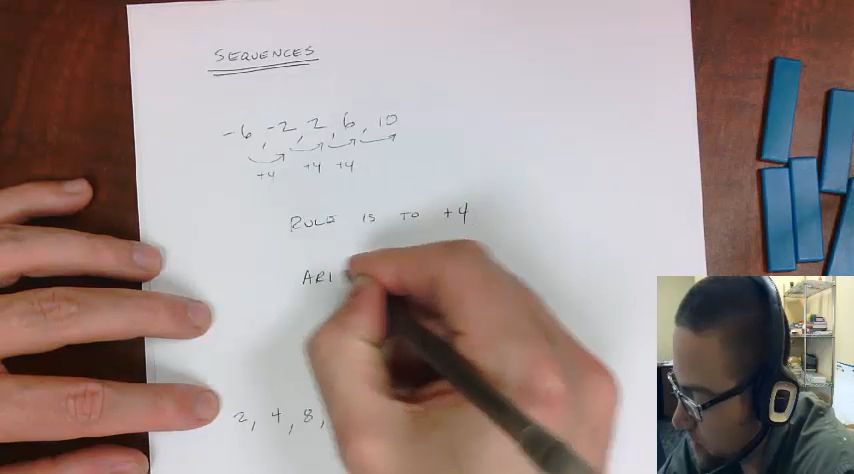 SEQUENCES
-6, -2, 2, 6, 10
+4 +4 +4
RULE IS TO +4
ARI
2, 4, 8,